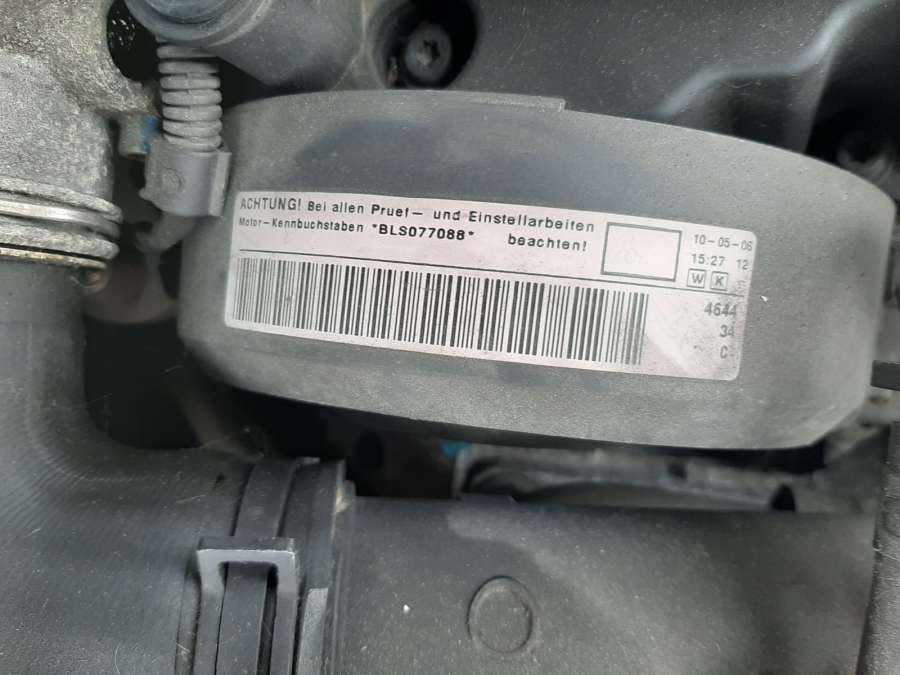 ACHTUNG! Bei allen Pruef- und Einstellarbeiten
Motor-Kennbuchstaben *BLS077088* beachten!
10-05-06
15:27 12
W K
4644
34
C